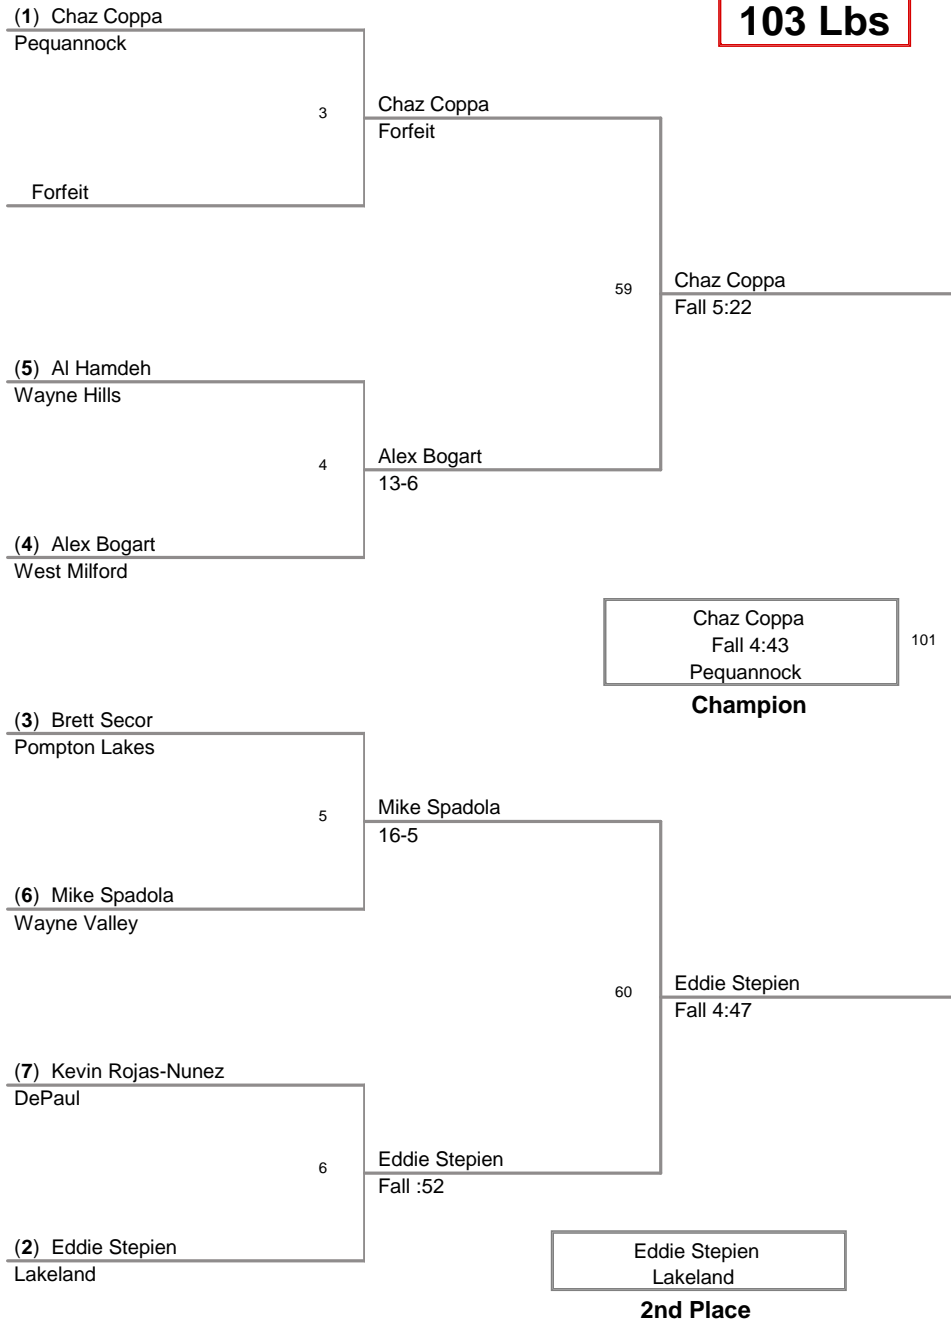 (1) Chaz Coppa
103 Lbs
Pequannock
3
Chaz Coppa
Forfeit
Forfeit
59
Chaz Coppa
Fall 5:22
(5) Al Hamdeh
Wayne Hills
4
Alex Bogart
13-6
(4) Alex Bogart
West Milford
Chaz Coppa
Fall 4:43
Pequannock
101
Champion
(3) Brett Secor
Pompton Lakes
5
Mike Spadola
16-5
(6) Mike Spadola
Wayne Valley
60
Eddie Stepien
Fall 4:47
(7) Kevin Rojas-Nunez
DePaul
6
Eddie Stepien
Fall :52
(2) Eddie Stepien
Lakeland
Eddie Stepien
Lakeland
2nd Place